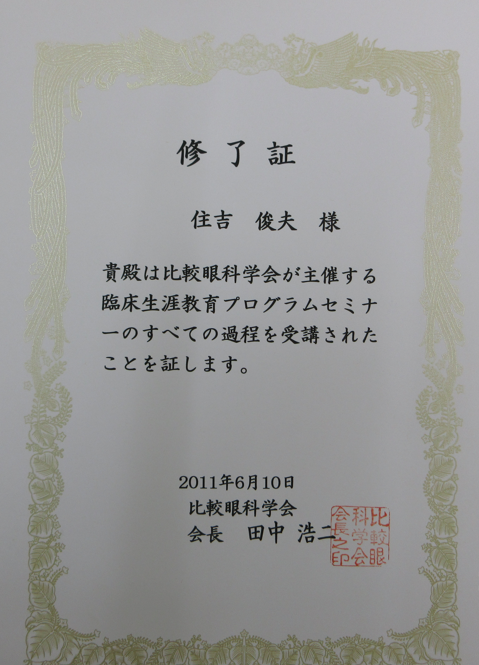 修了証
住吉 俊夫 様
貴殿は比較眼科学会が主催する
臨床生涯教育プログラムセミナ
ーのすべての過程を受講された
ことを証します。
2011年6月10日
比較眼科学会
会長 田中 浩二
比較眼
科学会
会長之印